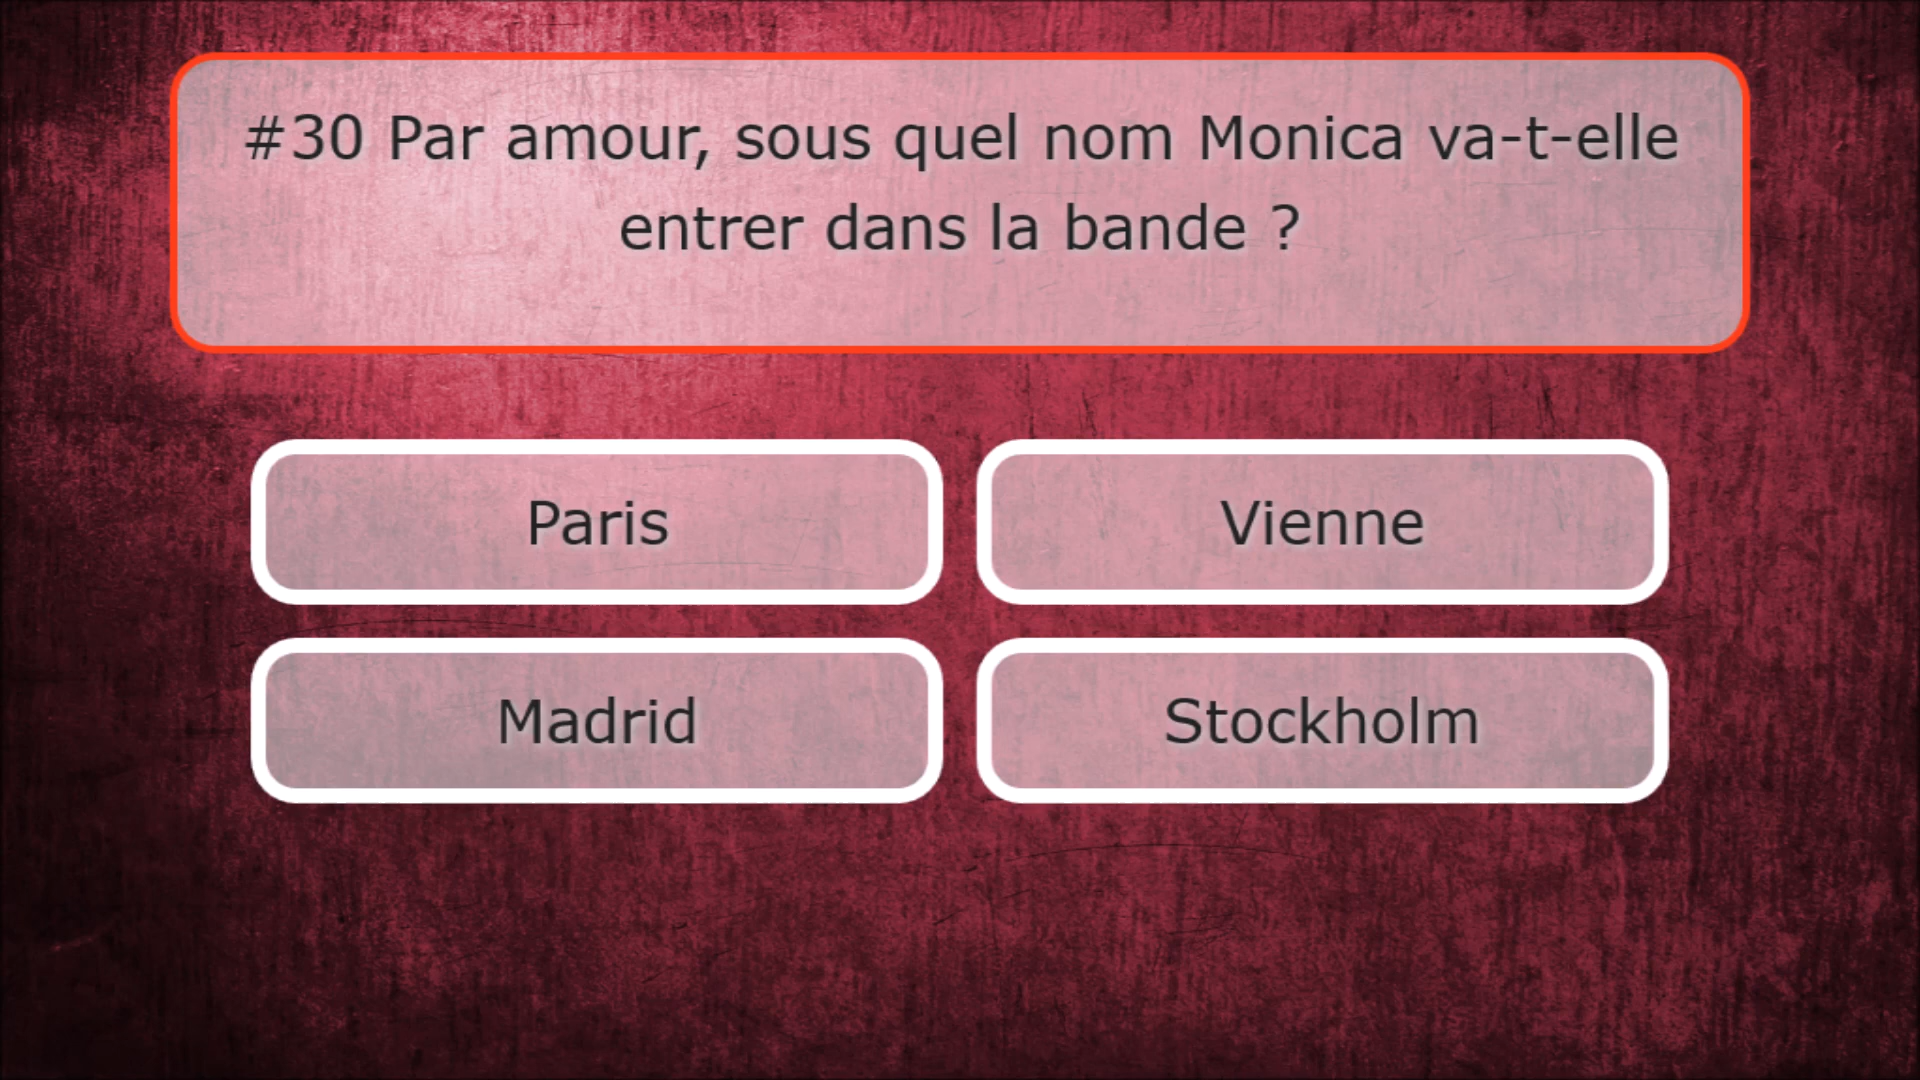 #30 Par amour, sous quel nom Monica va-t-elle
entrer dans la bande ?
Paris
Vienne
Madrid
Stockholm